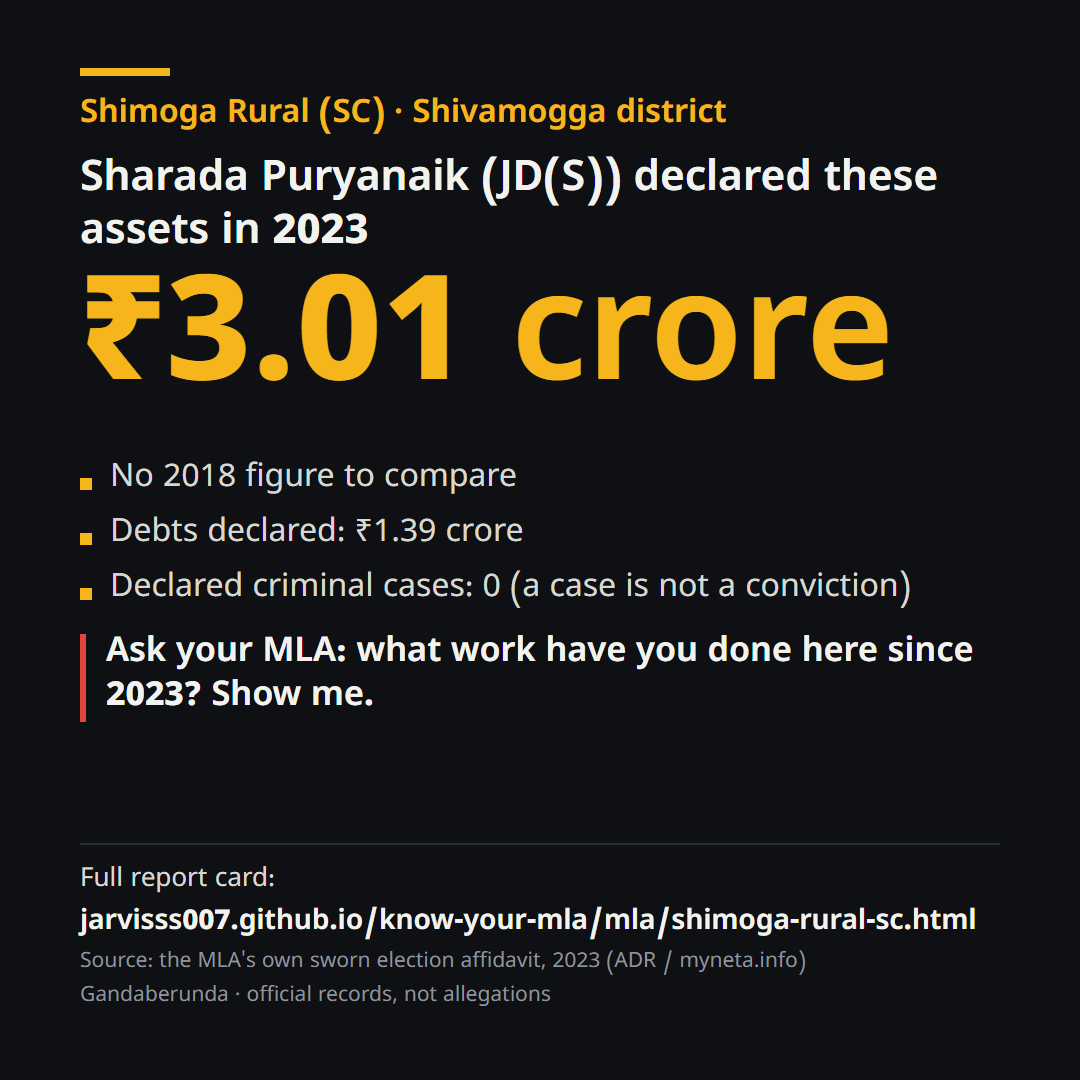 Shimoga Rural (SC) · Shivamogga district
Sharada Puryanaik (JD(S)) declared these
assets in 2023
₹3.01 crore
No 2018 figure to compare
Debts declared: ₹1.39 crore
Declared criminal cases: 0 (a case is not a conviction)
Ask your MLA: what work have you done here since
2023? Show me.
Full report card:
jarvisss007.github.io/know-your-mla/mla/shimoga-rural-sc.html
Source: the MLA's own sworn election affidavit, 2023 (ADR / myneta.info)
Gandaberunda · official records, not allegations